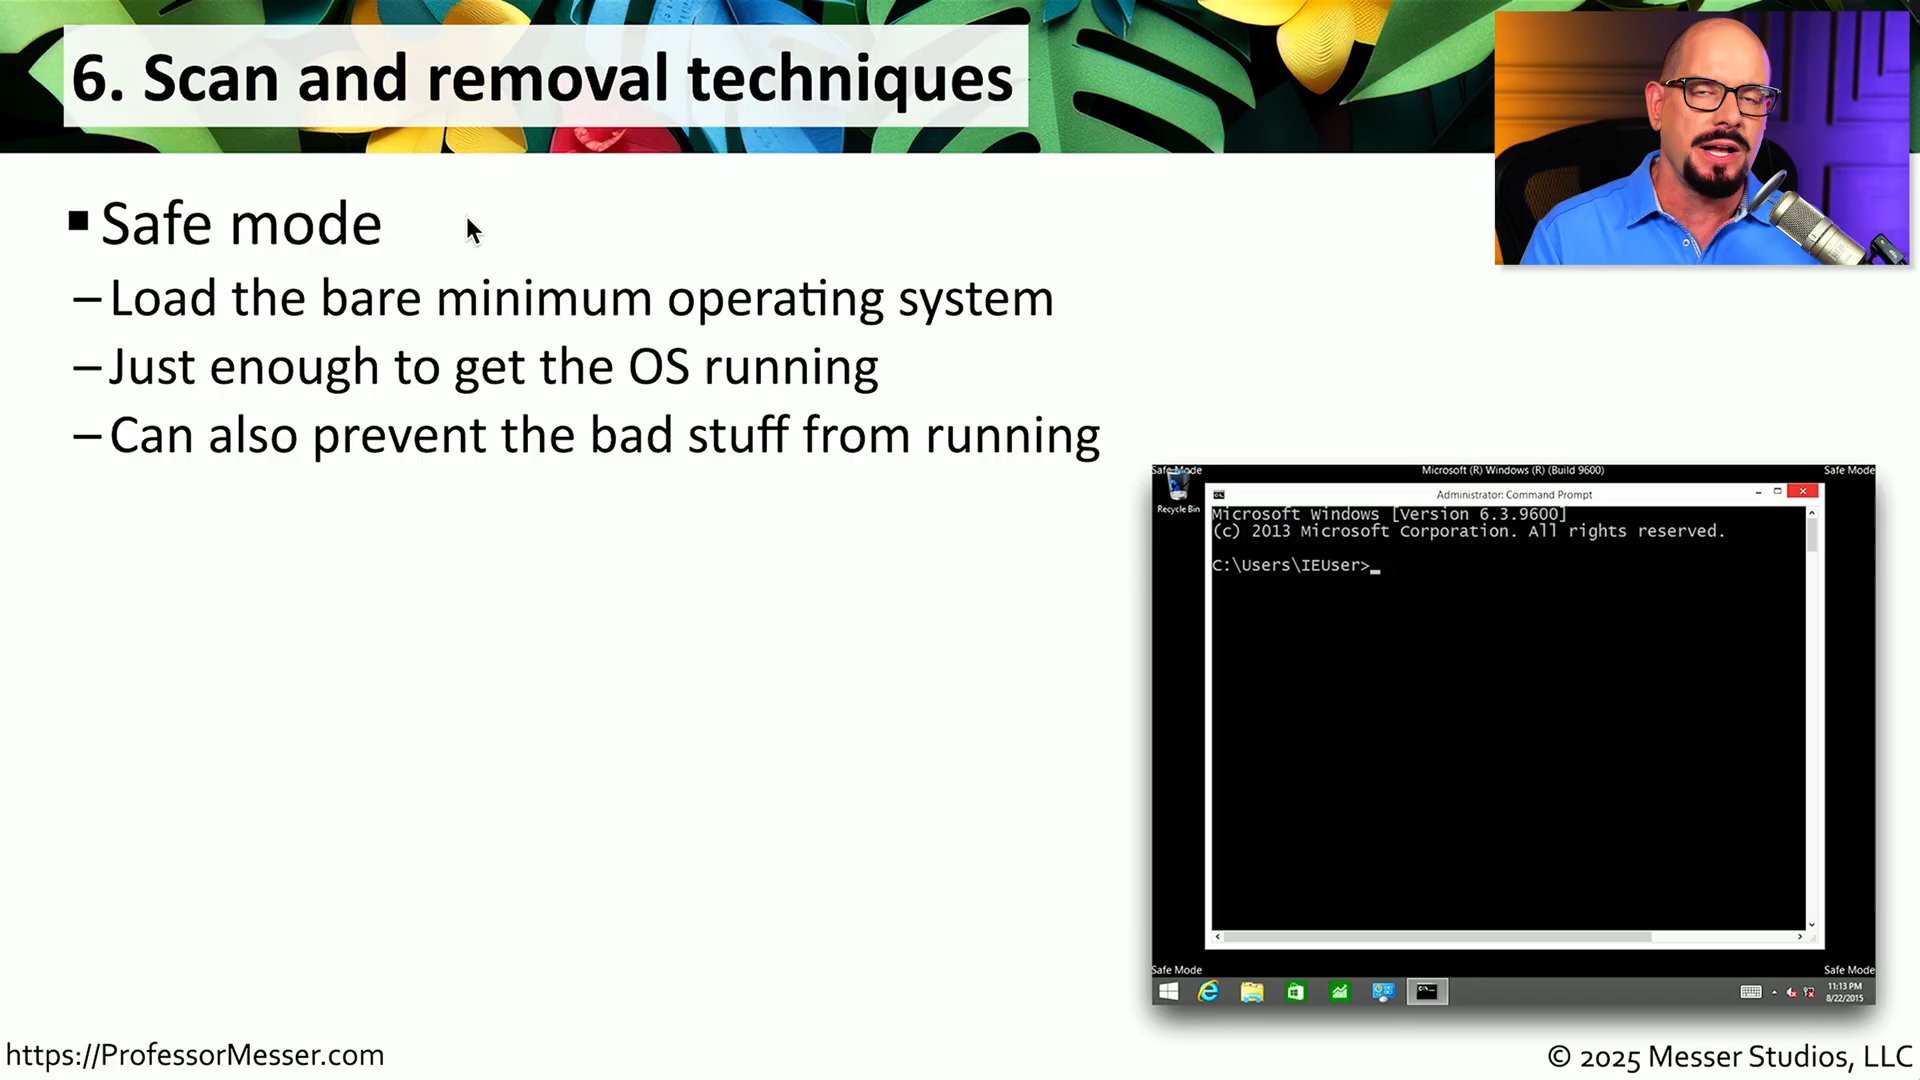 6. Scan and removal techniques
▪ Safe mode
– Load the bare minimum operating system
– Just enough to get the OS running
– Can also prevent the bad stuff from running
Safe Mode
Microsoft (R) Windows (R) (Build 9600)
Safe Mode
Recycle Bin
Administrator: Command Prompt
Microsoft Windows [Version 6.3.9600]
(c) 2013 Microsoft Corporation. All rights reserved.
C:\Users\IEUser>_
Safe Mode
Safe Mode
11:13 PM
8/22/2015
https://ProfessorMesser.com
© 2025 Messer Studios, LLC